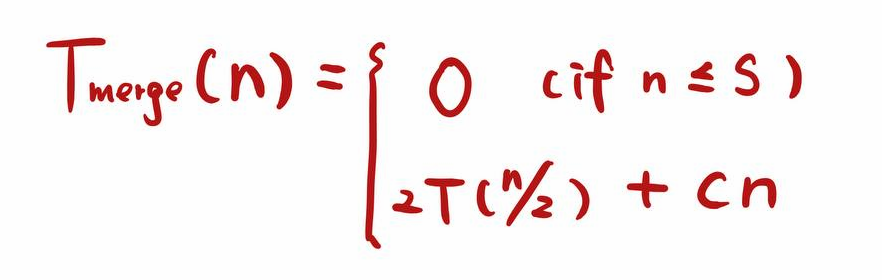 Tmerge(n) = { 0 (if n ≤ S)
2T(n/2) + cn